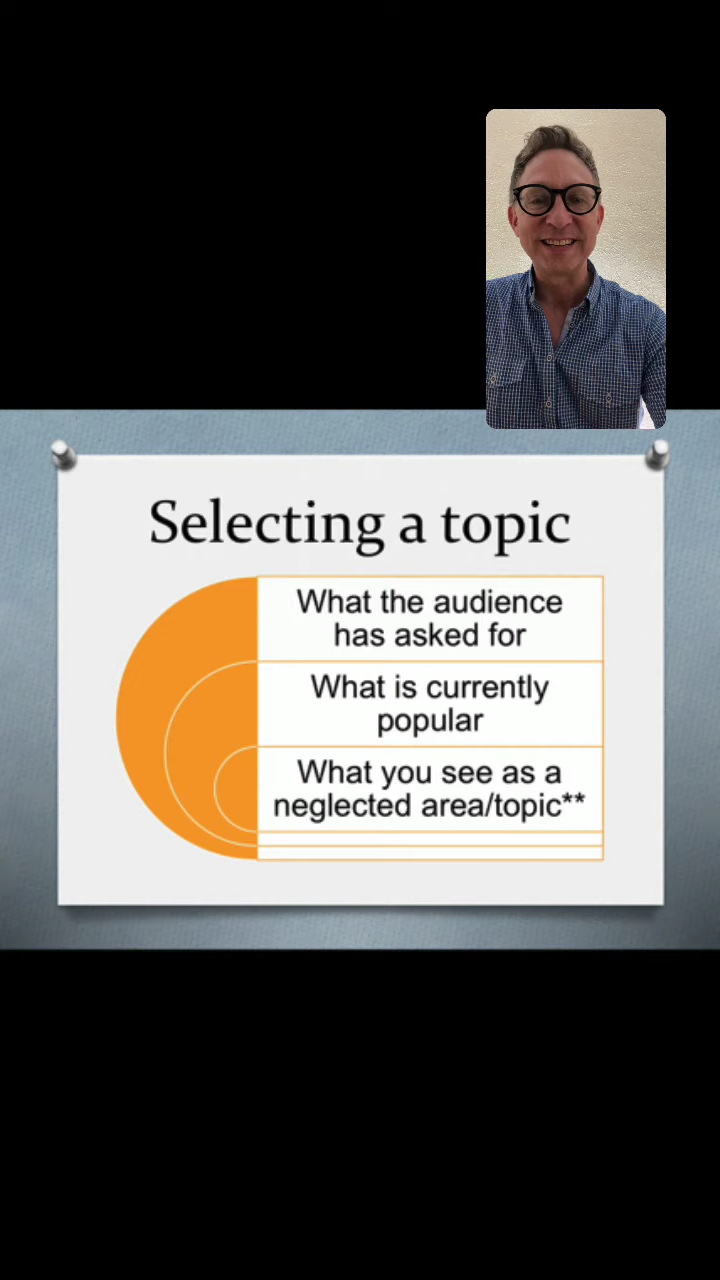 Selecting a topic
What the audience
has asked for
What is currently
popular
What you see as a
neglected area/topic**